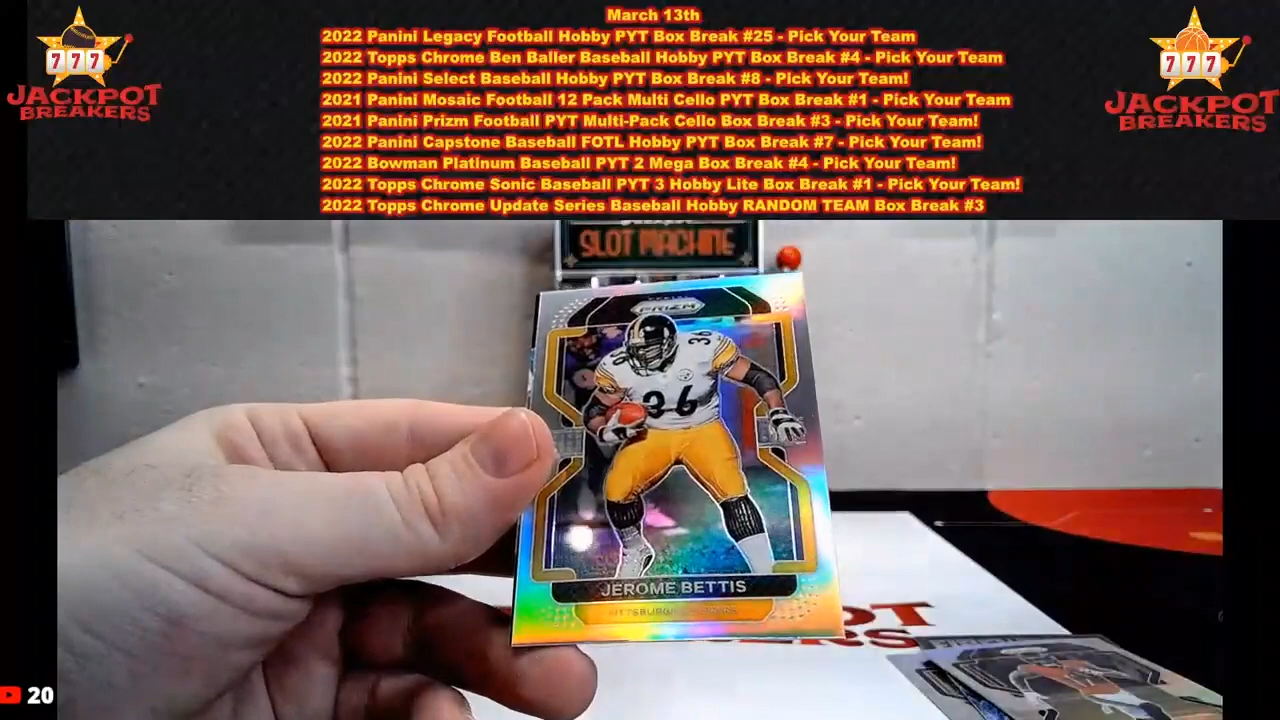 March 13th
2022 Panini Legacy Football Hobby PYT Box Break #25 - Pick Your Team
2022 Topps Chrome Ben Baller Baseball Hobby PYT Box Break #4 - Pick Your Team
2022 Panini Select Baseball Hobby PYT Box Break #8 - Pick Your Team!
2021 Panini Mosaic Football 12 Pack Multi Cello PYT Box Break #1 - Pick Your Team
2021 Panini Prizm Football PYT Multi-Pack Cello Box Break #3 - Pick Your Team!
2022 Panini Capstone Baseball FOTL Hobby PYT Box Break #7 - Pick Your Team!
2022 Bowman Platinum Baseball PYT 2 Mega Box Break #4 - Pick Your Team!
2022 Topps Chrome Sonic Baseball PYT 3 Hobby Lite Box Break #1 - Pick Your Team!
2022 Topps Chrome Update Series Baseball Hobby RANDOM TEAM Box Break #3
777
JACKPOT
BREAKERS
777
JACKPOT
BREAKERS
SLOT MACHINE
PRIZM
36
36
JEROME BETTIS
PITTSBURGH STEELERS
20